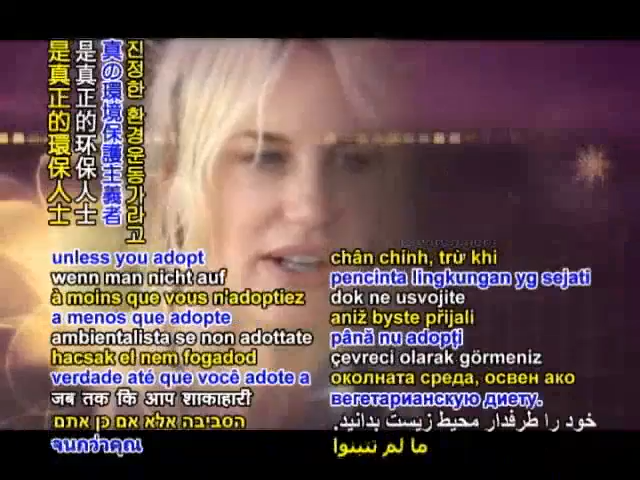 是真正的環保人士
是真正的环保人士
真の環境保護主義者
진정한 환경운동가라고
unless you adopt
wenn man nicht auf
à moins que vous n'adoptiez
a menos que adopte
ambientalista se non adottate
hacsak el nem fogadod
verdade até que você adote a
जब तक कि आप शाकाहारी
הסביבה אלא אם כן אתם
จนกว่าคุณ
chân chính, trừ khi
pencinta lingkungan yg sejati
dok ne usvojite
aniž byste přijali
până nu adopţi
çevreci olarak görmeniz
околната среда, освен ако
вегетарианскую диету.
خود را طرفدار محیط زیست بدانید.
ما لم تتبنوا